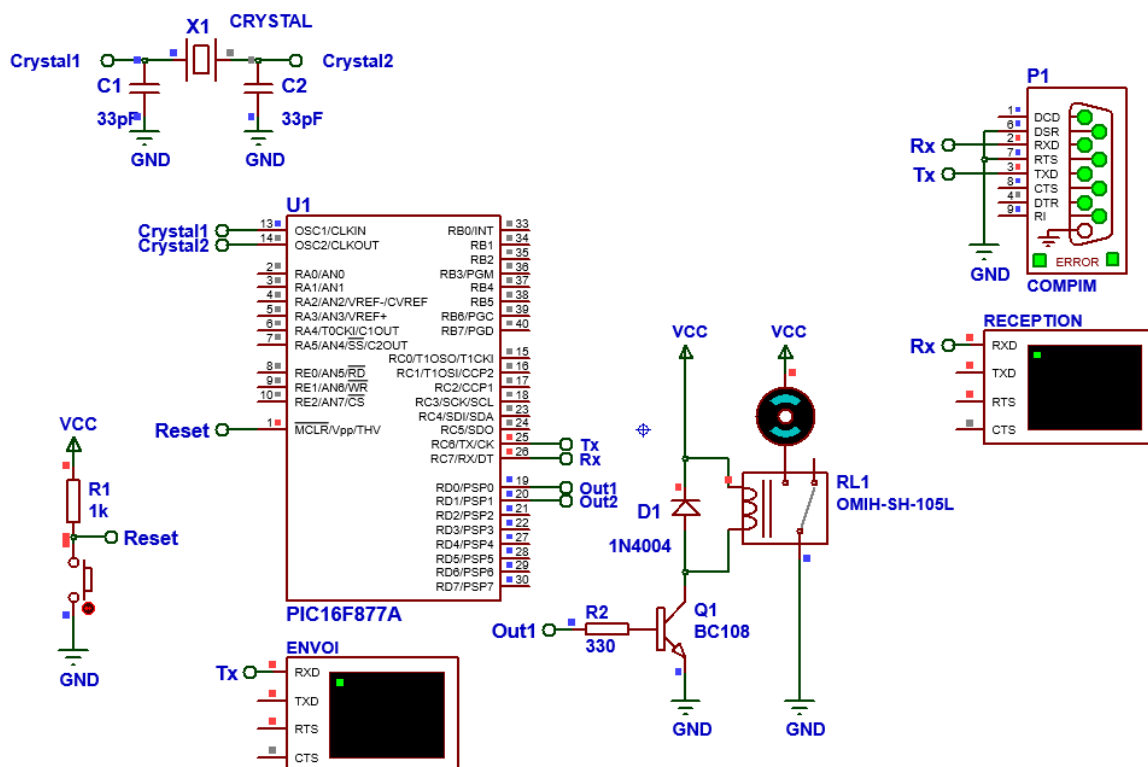 X1 CRYSTAL
Crystal1 Crystal2
C1 C2
33pF 33pF
GND GND
P1
1 DCD
6 DSR
Rx 2 RXD
7 RTS
Tx 3 TXD
8 CTS
4 DTR
9 RI
ERROR
GND
COMPIM
U1
Crystal1 13 OSC1/CLKIN RB0/INT 33
Crystal2 14 OSC2/CLKOUT RB1 34
RB2 35
2 RA0/AN0 RB3/PGM 36
3 RA1/AN1 RB4 37
4 RA2/AN2/VREF-/CVREF RB5 38
5 RA3/AN3/VREF+ RB6/PGC 39
6 RA4/T0CKI/C1OUT RB7/PGD 40
7 RA5/AN4/SS/C2OUT
RC0/T1OSO/T1CKI 15
8 RE0/AN5/RD RC1/T1OSI/CCP2 16
9 RE1/AN6/WR RC2/CCP1 17
10 RE2/AN7/CS RC3/SCK/SCL 18
RC4/SDI/SDA 23
Reset 1 MCLR/Vpp/THV RC5/SDO 24
RC6/TX/CK 25 Tx
RC7/RX/DT 26 Rx
RD0/PSP0 19 Out1
RD1/PSP1 20 Out2
RD2/PSP2 21
RD3/PSP3 22
RD4/PSP4 27
RD5/PSP5 28
RD6/PSP6 29
RD7/PSP7 30
PIC16F877A
VCC
R1
1k
Reset
GND
VCC VCC
D1
1N4004
RL1
OMIH-SH-105L
Out1 R2
330
Q1
BC108
GND GND
RECEPTION
Rx RXD
TXD
RTS
CTS
ENVOI
Tx RXD
TXD
RTS
CTS